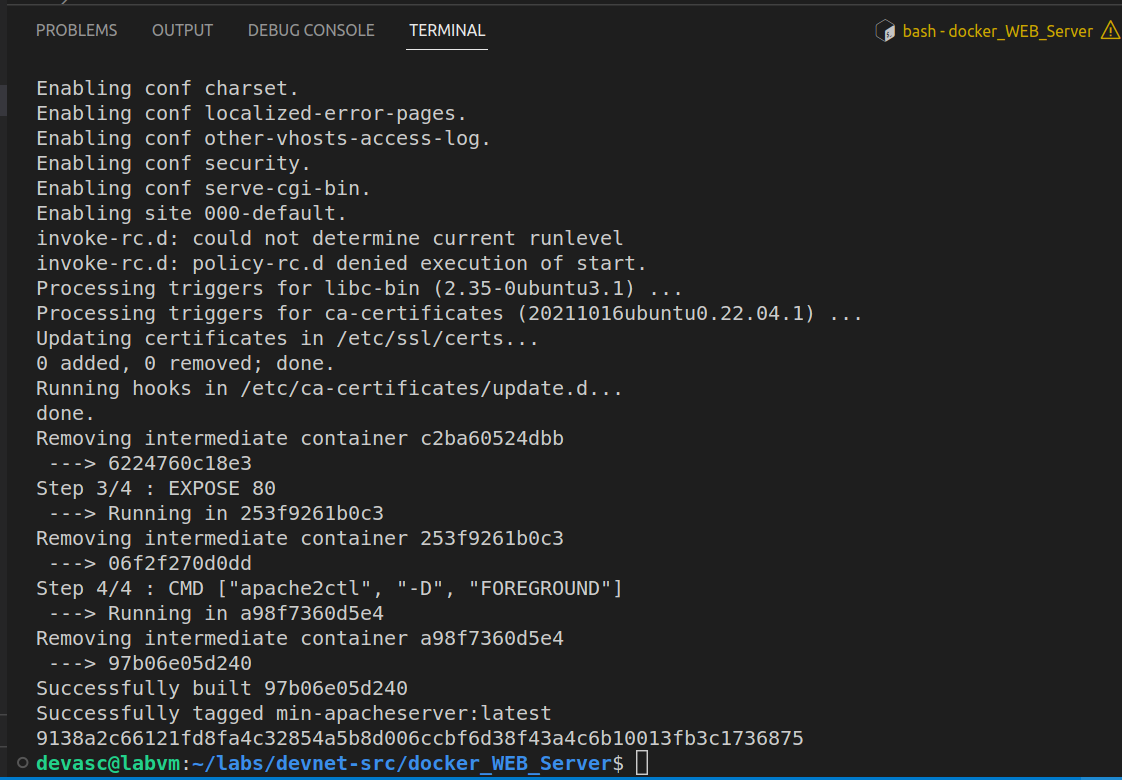 PROBLEMS OUTPUT DEBUG CONSOLE TERMINAL bash - docker_WEB_Server
Enabling conf charset.
Enabling conf localized-error-pages.
Enabling conf other-vhosts-access-log.
Enabling conf security.
Enabling conf serve-cgi-bin.
Enabling site 000-default.
invoke-rc.d: could not determine current runlevel
invoke-rc.d: policy-rc.d denied execution of start.
Processing triggers for libc-bin (2.35-0ubuntu3.1) ...
Processing triggers for ca-certificates (20211016ubuntu0.22.04.1) ...
Updating certificates in /etc/ssl/certs...
0 added, 0 removed; done.
Running hooks in /etc/ca-certificates/update.d...
done.
Removing intermediate container c2ba60524dbb
 ---> 6224760c18e3
Step 3/4 : EXPOSE 80
 ---> Running in 253f9261b0c3
Removing intermediate container 253f9261b0c3
 ---> 06f2f270d0dd
Step 4/4 : CMD ["apache2ctl", "-D", "FOREGROUND"]
 ---> Running in a98f7360d5e4
Removing intermediate container a98f7360d5e4
 ---> 97b06e05d240
Successfully built 97b06e05d240
Successfully tagged min-apacheserver:latest
9138a2c66121fd8fa4c32854a5b8d006ccbf6d38f43a4c6b10013fb3c1736875
devasc@labvm:~/labs/devnet-src/docker_WEB_Server$